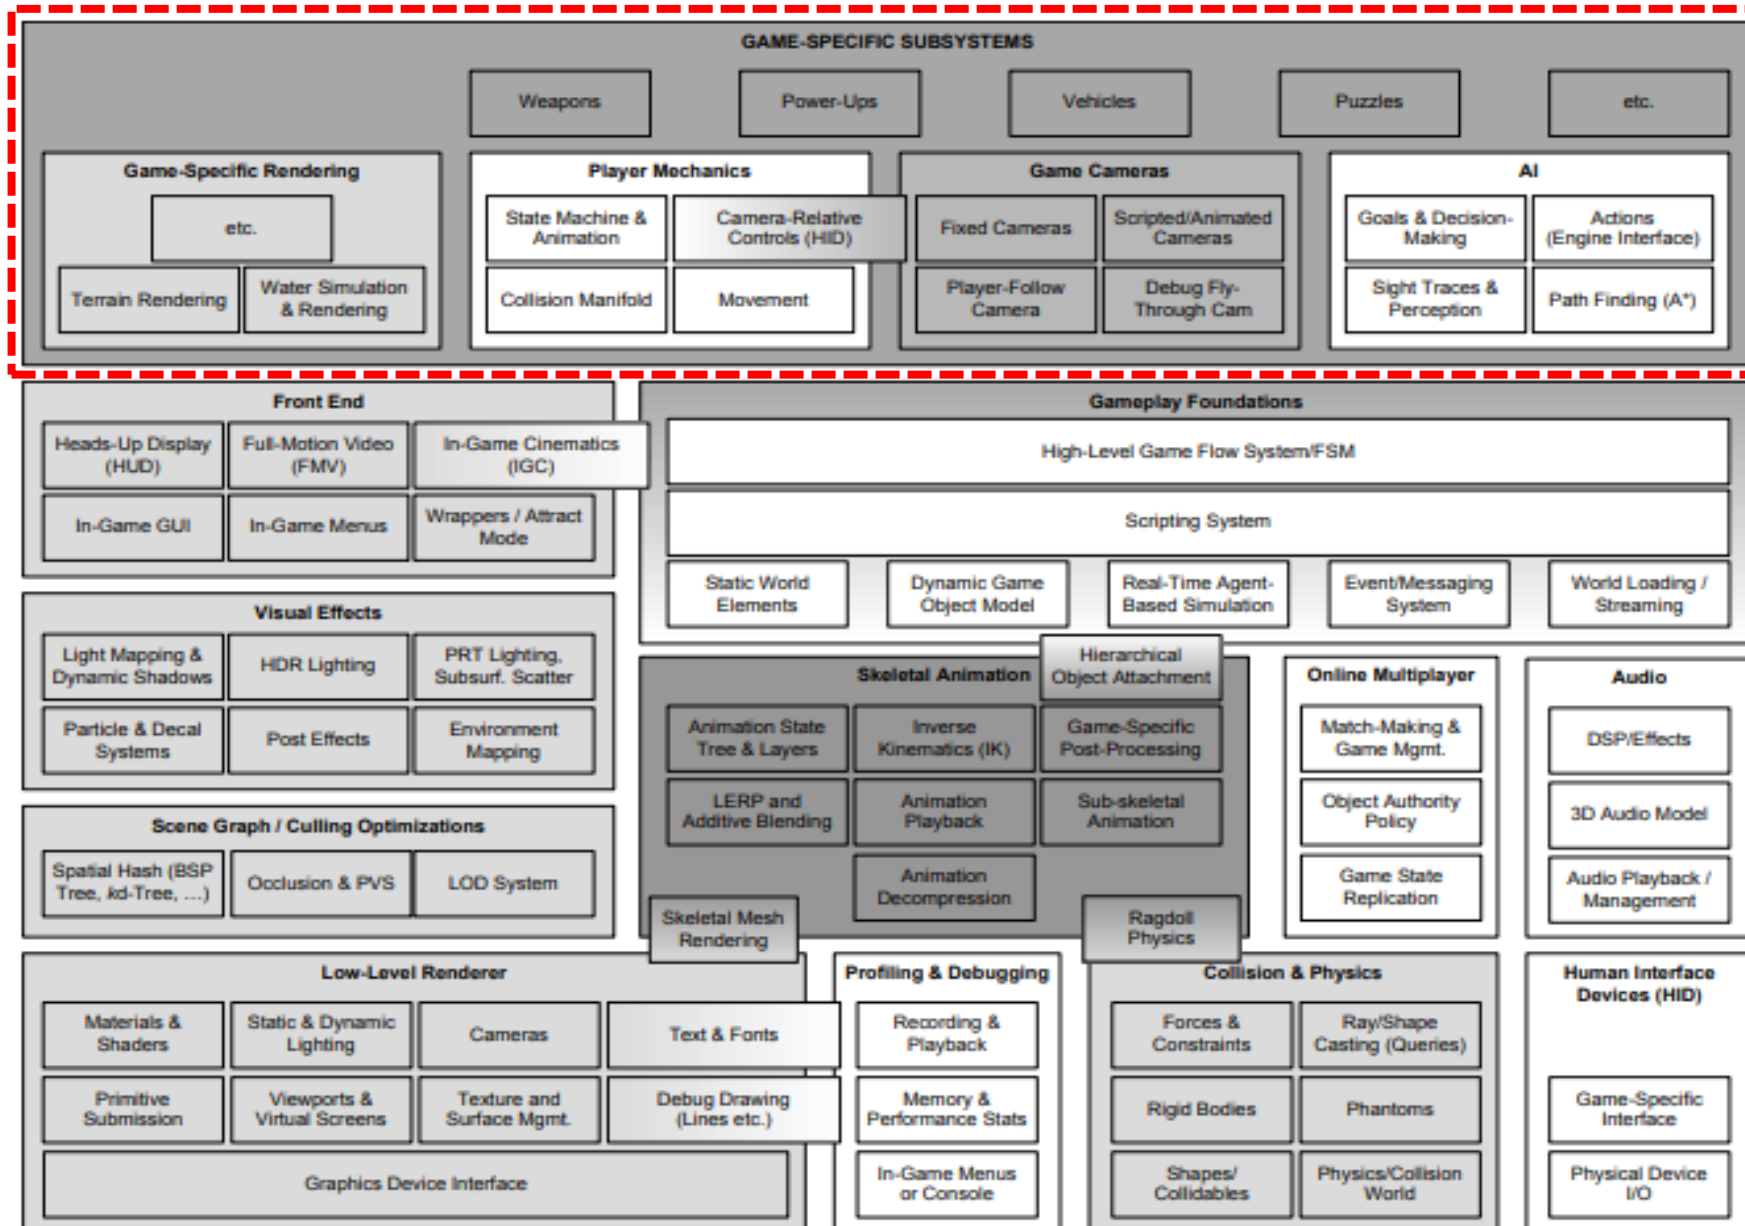 GAME-SPECIFIC SUBSYSTEMS
Weapons
Power-Ups
Vehicles
Puzzles
etc.
Game-Specific Rendering
etc.
Terrain Rendering
Water Simulation
& Rendering
Player Mechanics
State Machine &
Animation
Camera-Relative
Controls (HID)
Collision Manifold
Movement
Game Cameras
Fixed Cameras
Scripted/Animated
Cameras
Player-Follow
Camera
Debug Fly-
Through Cam
AI
Goals & Decision-
Making
Actions
(Engine Interface)
Sight Traces &
Perception
Path Finding (A*)
Front End
Heads-Up Display
(HUD)
Full-Motion Video
(FMV)
In-Game Cinematics
(IGC)
In-Game GUI
In-Game Menus
Wrappers / Attract
Mode
Gameplay Foundations
High-Level Game Flow System/FSM
Scripting System
Static World
Elements
Dynamic Game
Object Model
Real-Time Agent-
Based Simulation
Event/Messaging
System
World Loading /
Streaming
Visual Effects
Light Mapping &
Dynamic Shadows
HDR Lighting
PRT Lighting,
Subsurf. Scatter
Particle & Decal
Systems
Post Effects
Environment
Mapping
Hierarchical
Object Attachment
Skeletal Animation
Animation State
Tree & Layers
Inverse
Kinematics (IK)
Game-Specific
Post-Processing
LERP and
Additive Blending
Animation
Playback
Sub-skeletal
Animation
Animation
Decompression
Online Multiplayer
Match-Making &
Game Mgmt.
Object Authority
Policy
Game State
Replication
Audio
DSP/Effects
3D Audio Model
Audio Playback /
Management
Scene Graph / Culling Optimizations
Spatial Hash (BSP
Tree, kd-Tree, …)
Occlusion & PVS
LOD System
Skeletal Mesh
Rendering
Ragdoll
Physics
Low-Level Renderer
Materials &
Shaders
Static & Dynamic
Lighting
Cameras
Text & Fonts
Primitive
Submission
Viewports &
Virtual Screens
Texture and
Surface Mgmt.
Debug Drawing
(Lines etc.)
Graphics Device Interface
Profiling & Debugging
Recording &
Playback
Memory &
Performance Stats
In-Game Menus
or Console
Collision & Physics
Forces &
Constraints
Ray/Shape
Casting (Queries)
Rigid Bodies
Phantoms
Shapes/
Collidables
Physics/Collision
World
Human Interface
Devices (HID)
Game-Specific
Interface
Physical Device
I/O